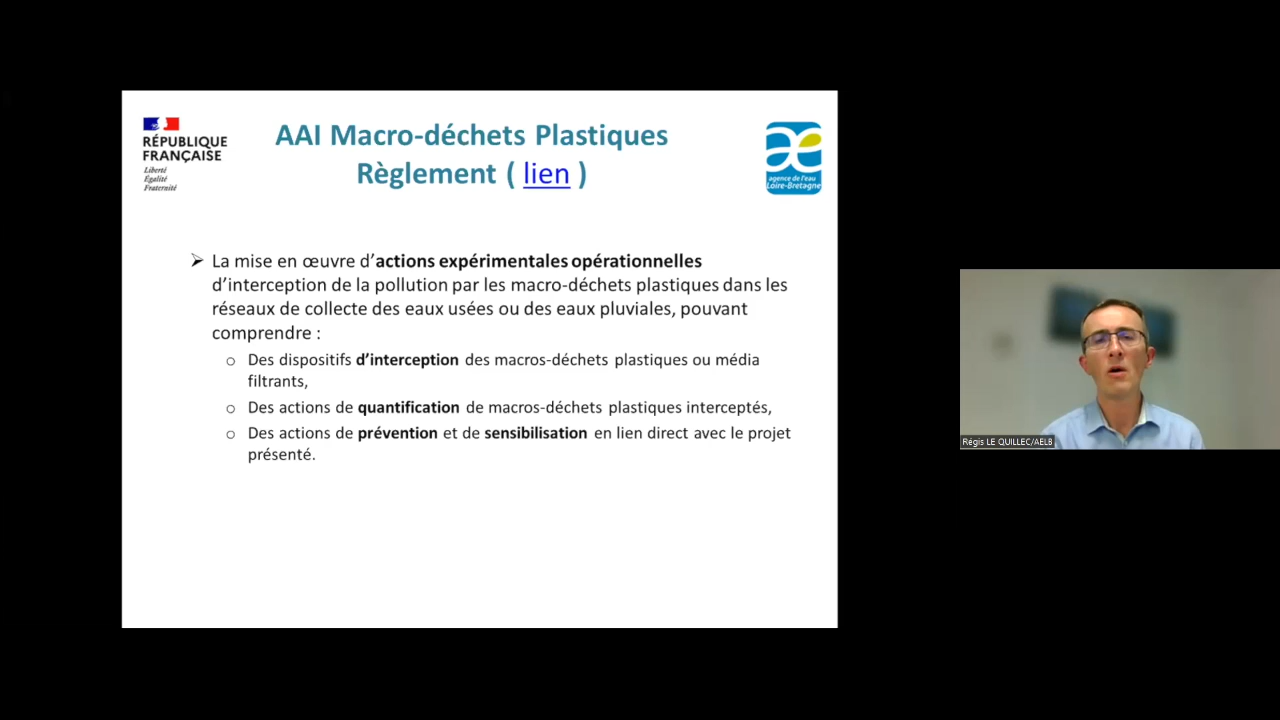 RÉPUBLIQUE
FRANÇAISE
Liberté
Égalité
Fraternité
AAI Macro-déchets Plastiques
Règlement ( lien )
agence de l'eau
Loire-Bretagne
➢ La mise en œuvre d’actions expérimentales opérationnelles
d’interception de la pollution par les macro-déchets plastiques dans les
réseaux de collecte des eaux usées ou des eaux pluviales, pouvant
comprendre :
o Des dispositifs d’interception des macros-déchets plastiques ou média
filtrants,
o Des actions de quantification de macros-déchets plastiques interceptés,
o Des actions de prévention et de sensibilisation en lien direct avec le projet
présenté.
Régis LE QUILLEC/AELB